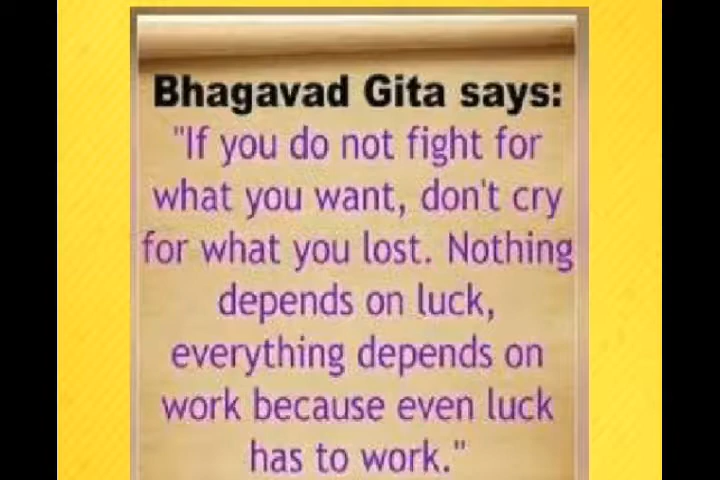 Bhagavad Gita says:
"If you do not fight for
what you want, don't cry
for what you lost. Nothing
depends on luck,
everything depends on
work because even luck
has to work."